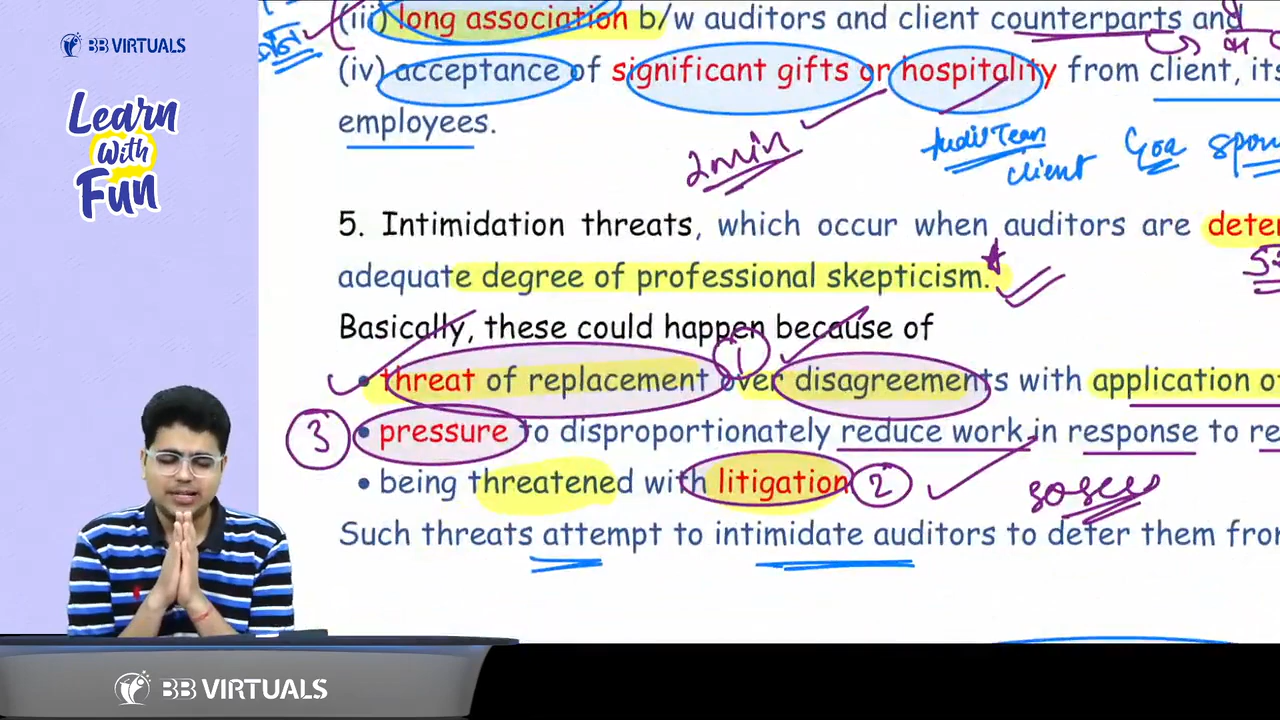 BB VIRTUALS
Learn
with
Fun
(iii) long association b/w auditors and client counterparts and
(iv) acceptance of significant gifts or hospitality from client, its
employees.
2 min
Audit Team
client
Goa
5. Intimidation threats, which occur when auditors are deter
adequate degree of professional skepticism.
Basically, these could happen because of
1
• threat of replacement over disagreements with application of
3
• pressure to disproportionately reduce work in response to re
• being threatened with litigation 2
Such threats attempt to intimidate auditors to deter them from
BB VIRTUALS